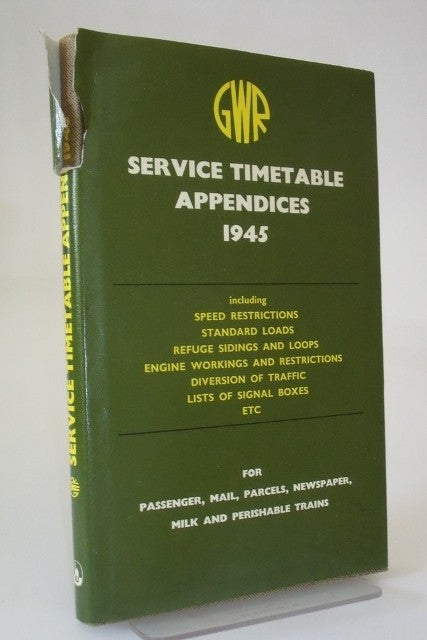 GWR
SERVICE TIMETABLE
APPENDICES
1945
including
SPEED RESTRICTIONS
STANDARD LOADS
REFUGE SIDINGS AND LOOPS
ENGINE WORKINGS AND RESTRICTIONS
DIVERSION OF TRAFFIC
LISTS OF SIGNAL BOXES
ETC
FOR
PASSENGER, MAIL, PARCELS, NEWSPAPER,
MILK AND PERISHABLE TRAINS
SERVICE TIMETABLE APPEN
GWR